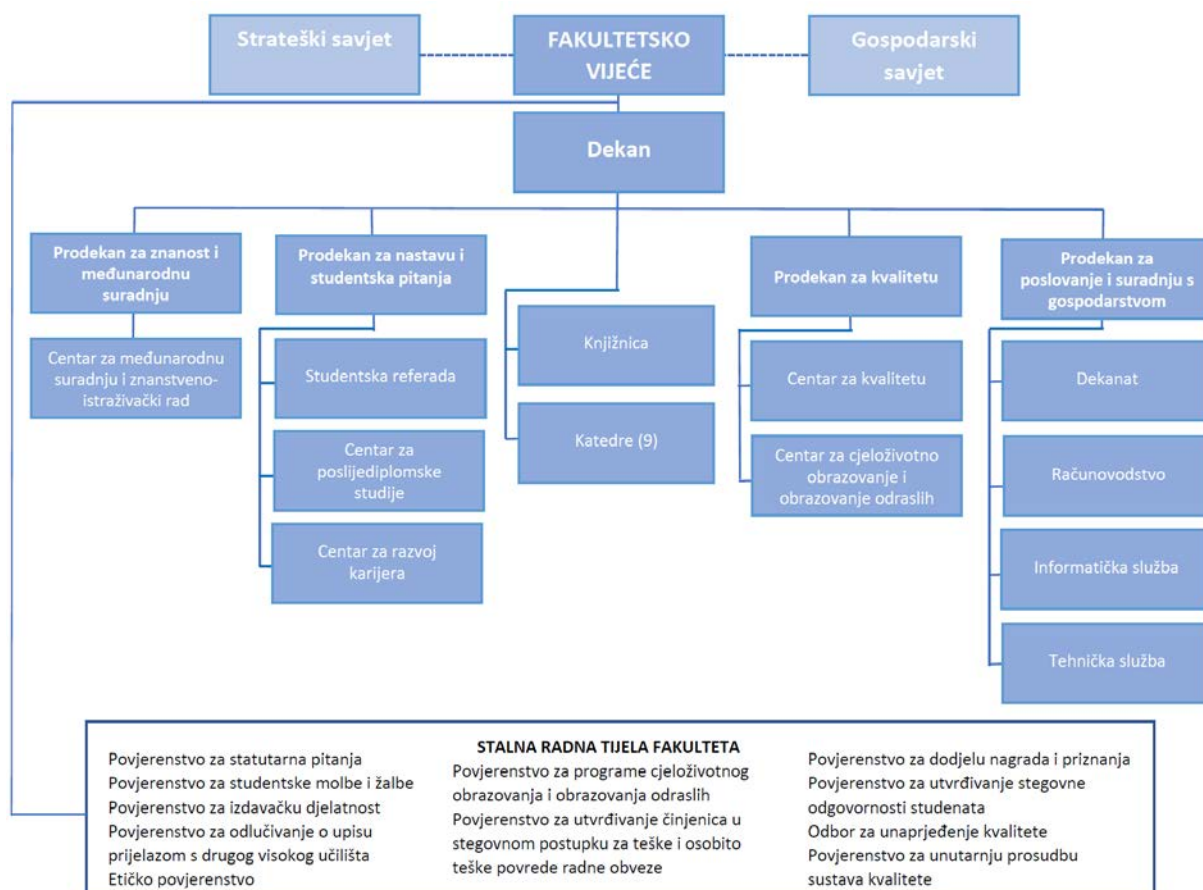 Strateški savjet
FAKULTETSKO
VIJEĆE
Gospodarski
savjet
Dekan
Prodekan za znanost i
međunarodnu
suradnju
Centar za međunarodnu
suradnju i znanstveno-
istraživački rad
Prodekan za nastavu i
studentska pitanja
Studentska referada
Centar za
poslijediplomske
studije
Centar za razvoj
karijera
Knjižnica
Katedre (9)
Prodekan za kvalitetu
Centar za kvalitetu
Centar za cjeloživotno
obrazovanje i
obrazovanje odraslih
Prodekan za
poslovanje i suradnju s
gospodarstvom
Dekanat
Računovodstvo
Informatička služba
Tehnička služba
STALNA RADNA TIJELA FAKULTETA
Povjerenstvo za statutarna pitanja
Povjerenstvo za studentske molbe i žalbe
Povjerenstvo za izdavačku djelatnost
Povjerenstvo za odlučivanje o upisu
prijelazom s drugog visokog učilišta
Etičko povjerenstvo
Povjerenstvo za programe cjeloživotnog
obrazovanja i obrazovanja odraslih
Povjerenstvo za utvrđivanje činjenica u
stegovnom postupku za teške i osobito
teške povrede radne obveze
Povjerenstvo za dodjelu nagrada i priznanja
Povjerenstvo za utvrđivanje stegovne
odgovornosti studenata
Odbor za unaprjeđenje kvalitete
Povjerenstvo za unutarnju prosudbu
sustava kvalitete